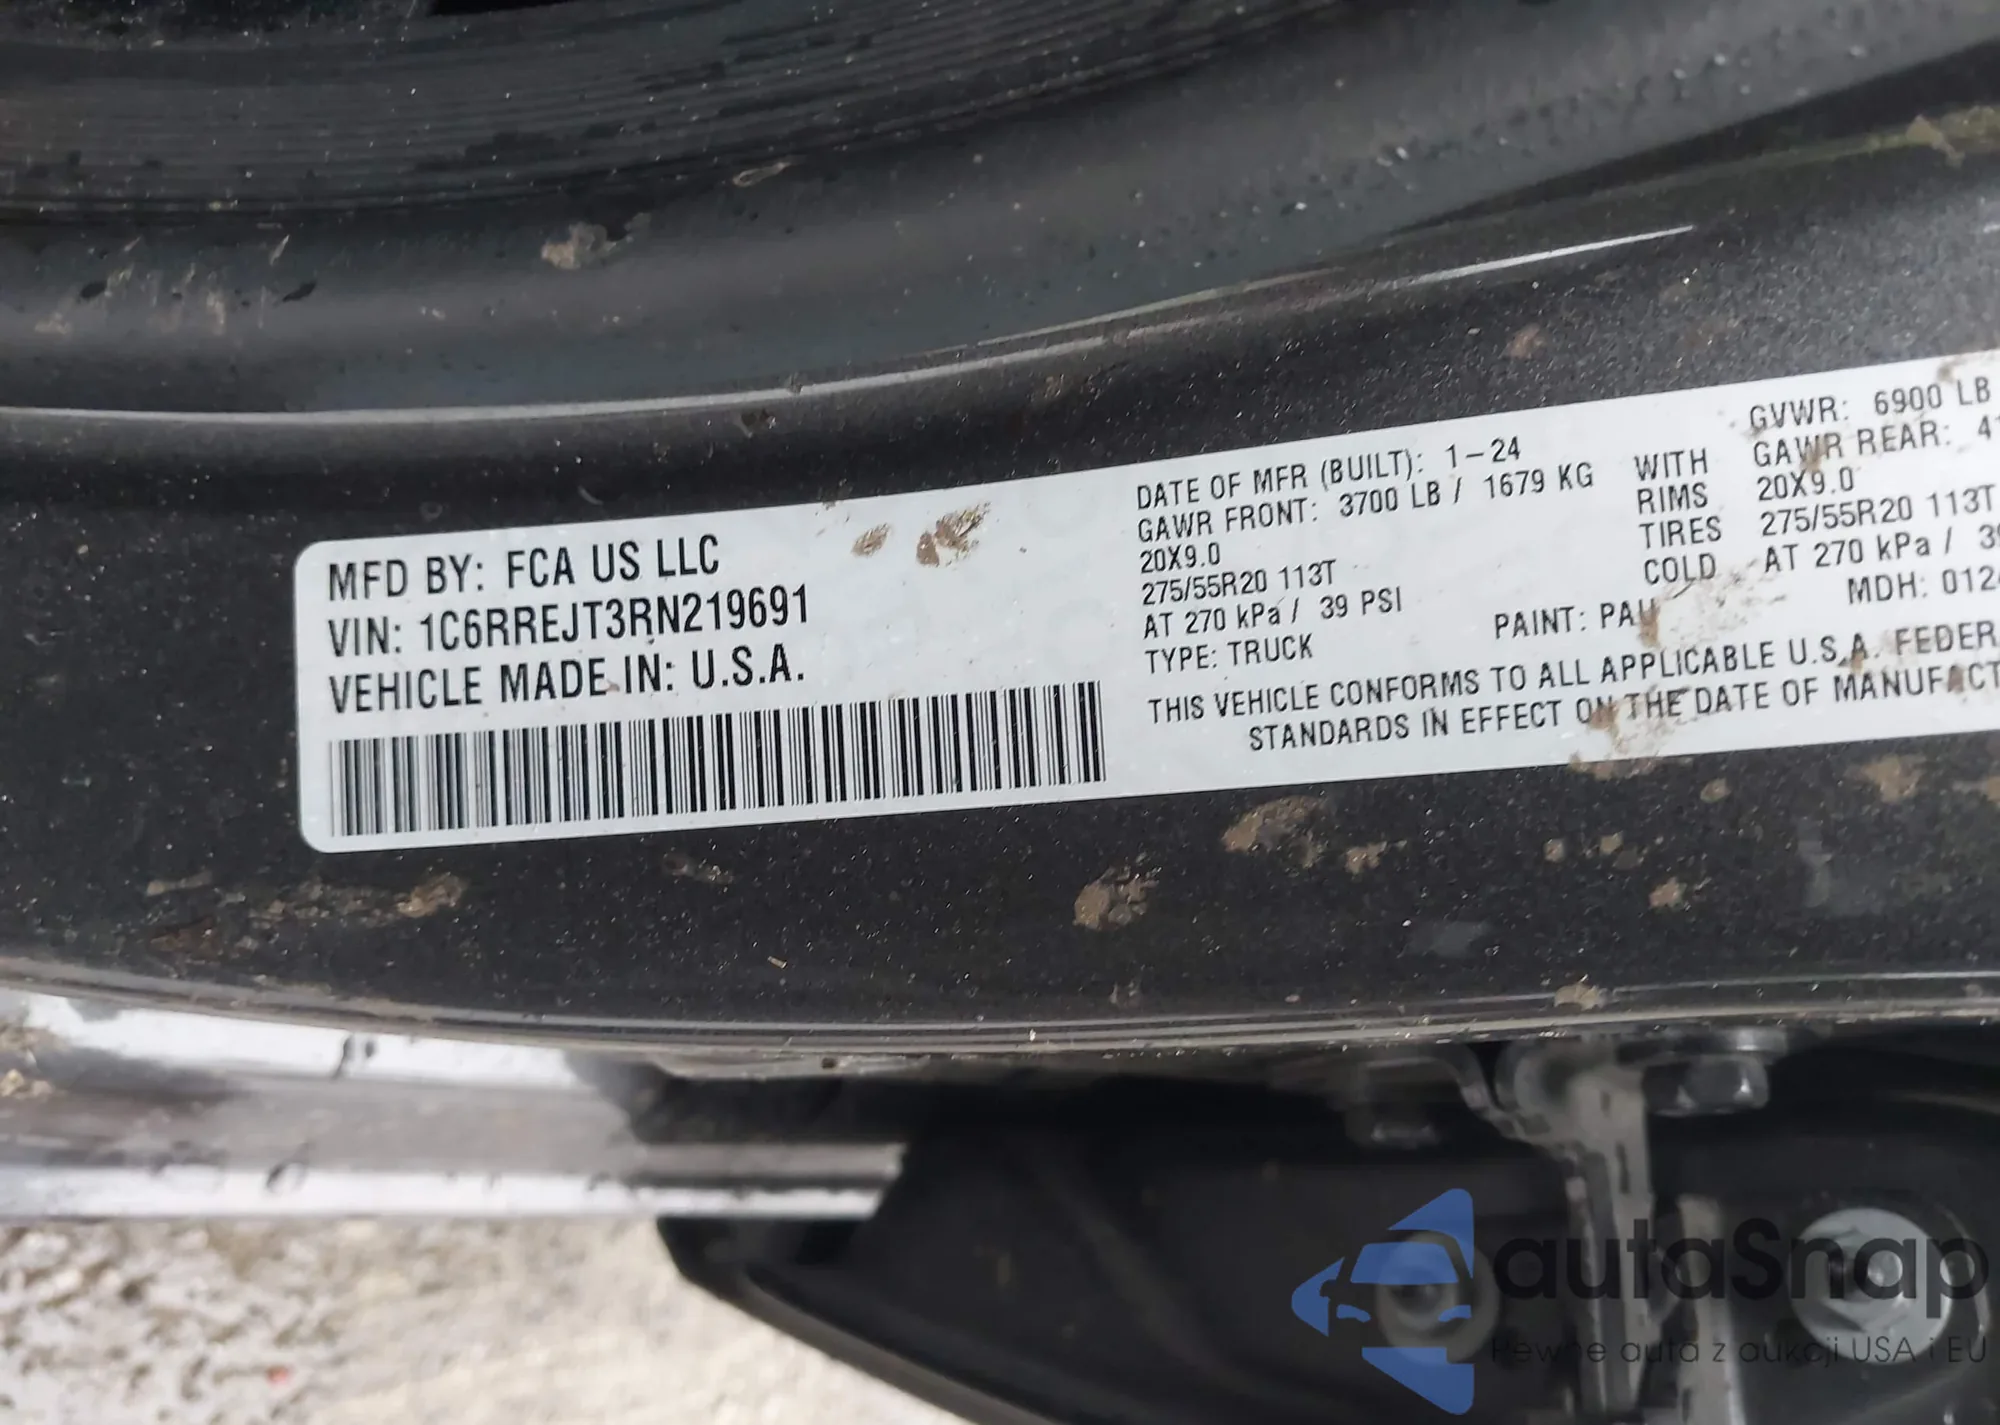 MFD BY: FCA US LLC
VIN: 1C6RREJT3RN219691
VEHICLE MADE IN: U.S.A.
DATE OF MFR (BUILT): 1-24
GVWR: 6900 LB
GAWR FRONT: 3700 LB / 1679 KG WITH GAWR REAR:
20X9.0 RIMS 20X9.0
275/55R20 113T TIRES 275/55R20 113T
AT 270 kPa / 39 PSI COLD AT 270 kPa /
TYPE: TRUCK PAINT: PAU MDH:
THIS VEHICLE CONFORMS TO ALL APPLICABLE U.S.A.
STANDARDS IN EFFECT ON THE DATE OF
autaSnap
Pewne auta z aukcji USA i EU